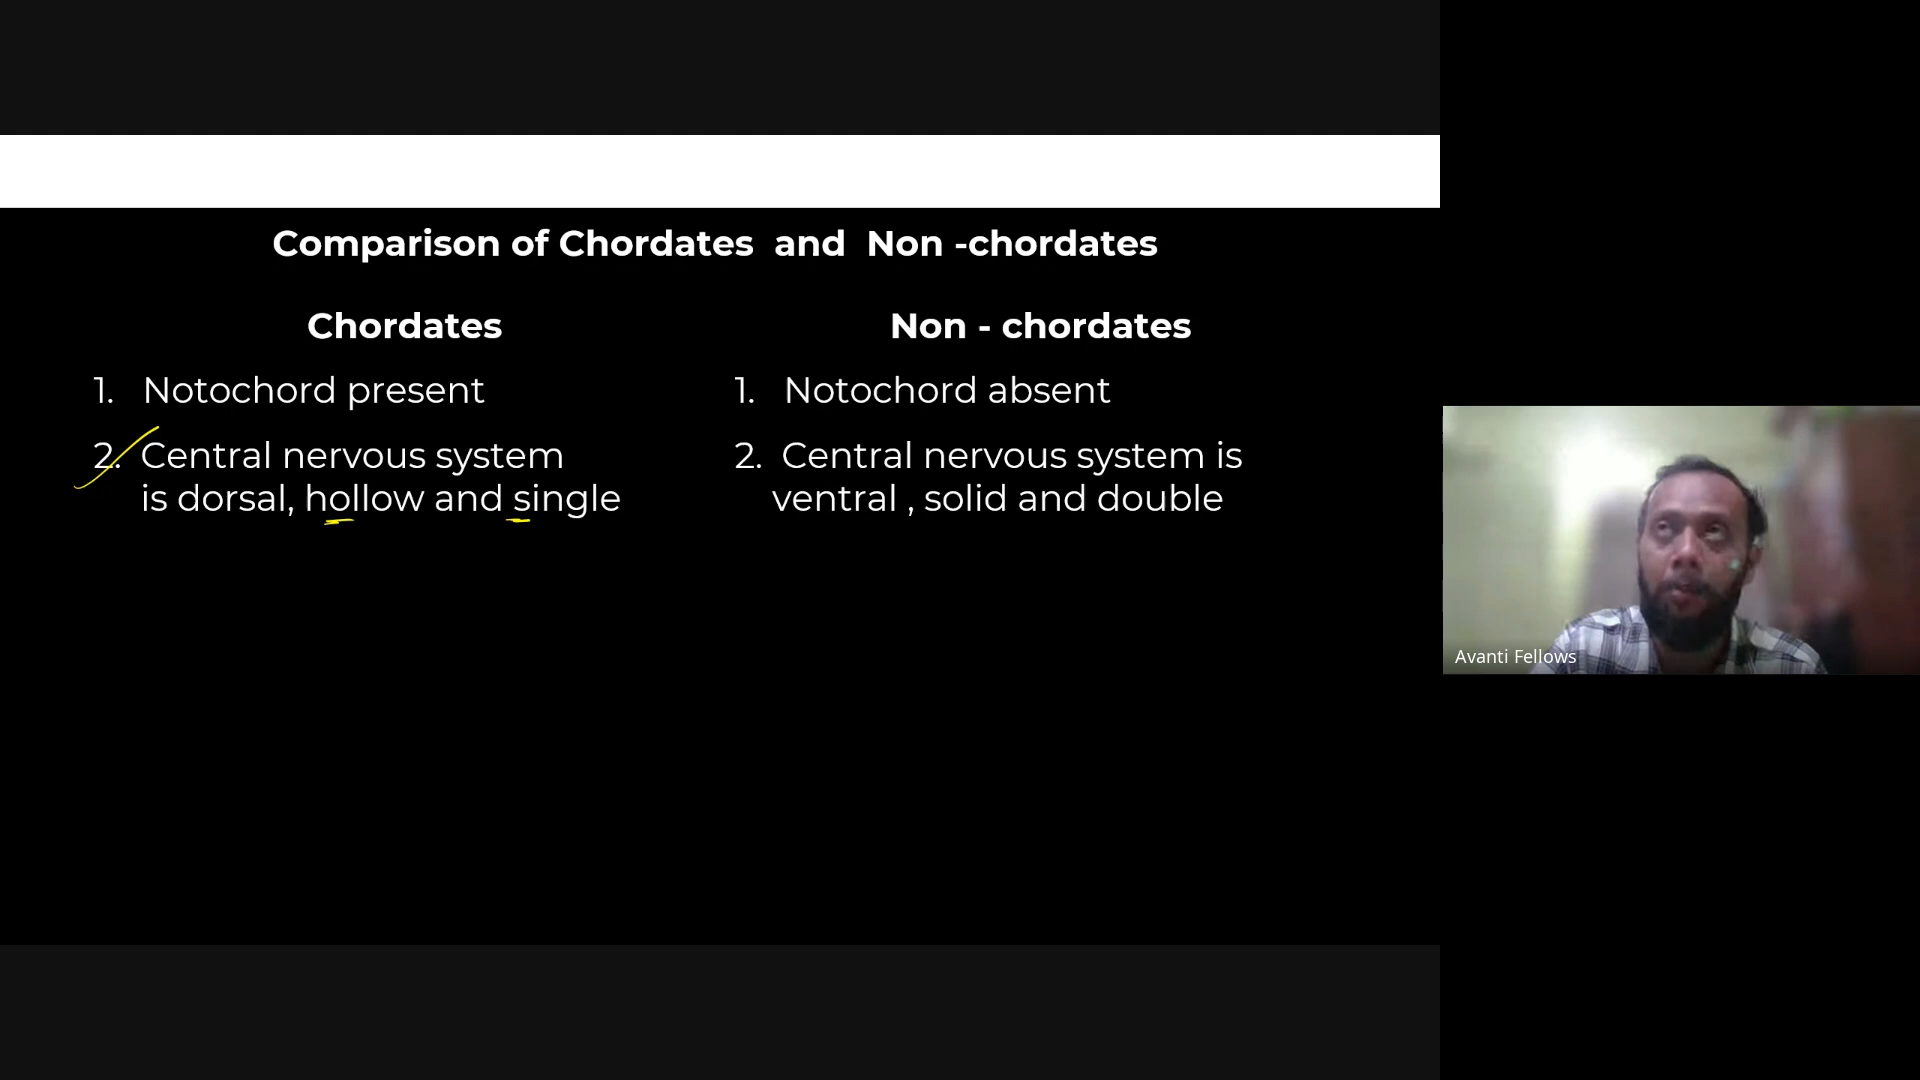 Comparison of Chordates and Non -chordates
Chordates
1. Notochord present
2. Central nervous system
is dorsal, hollow and single
Non - chordates
1. Notochord absent
2. Central nervous system is
ventral , solid and double
Avanti Fellows